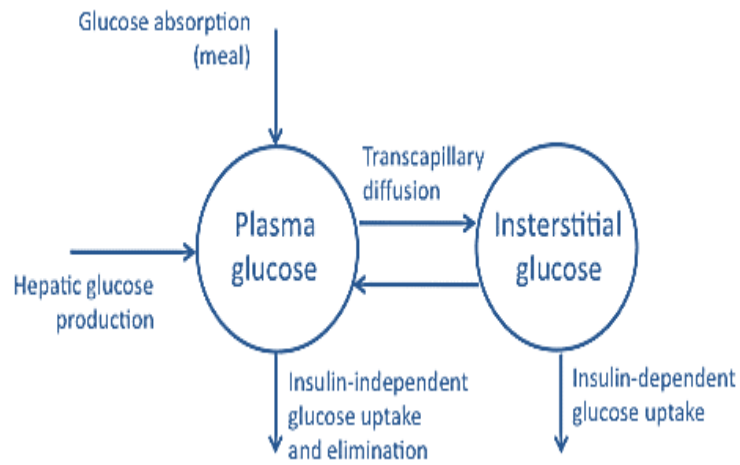 Glucose absorption
(meal)
Transcapillary
diffusion
Plasma
glucose
Insterstitial
glucose
Hepatic glucose
production
Insulin-independent
glucose uptake
and elimination
Insulin-dependent
glucose uptake